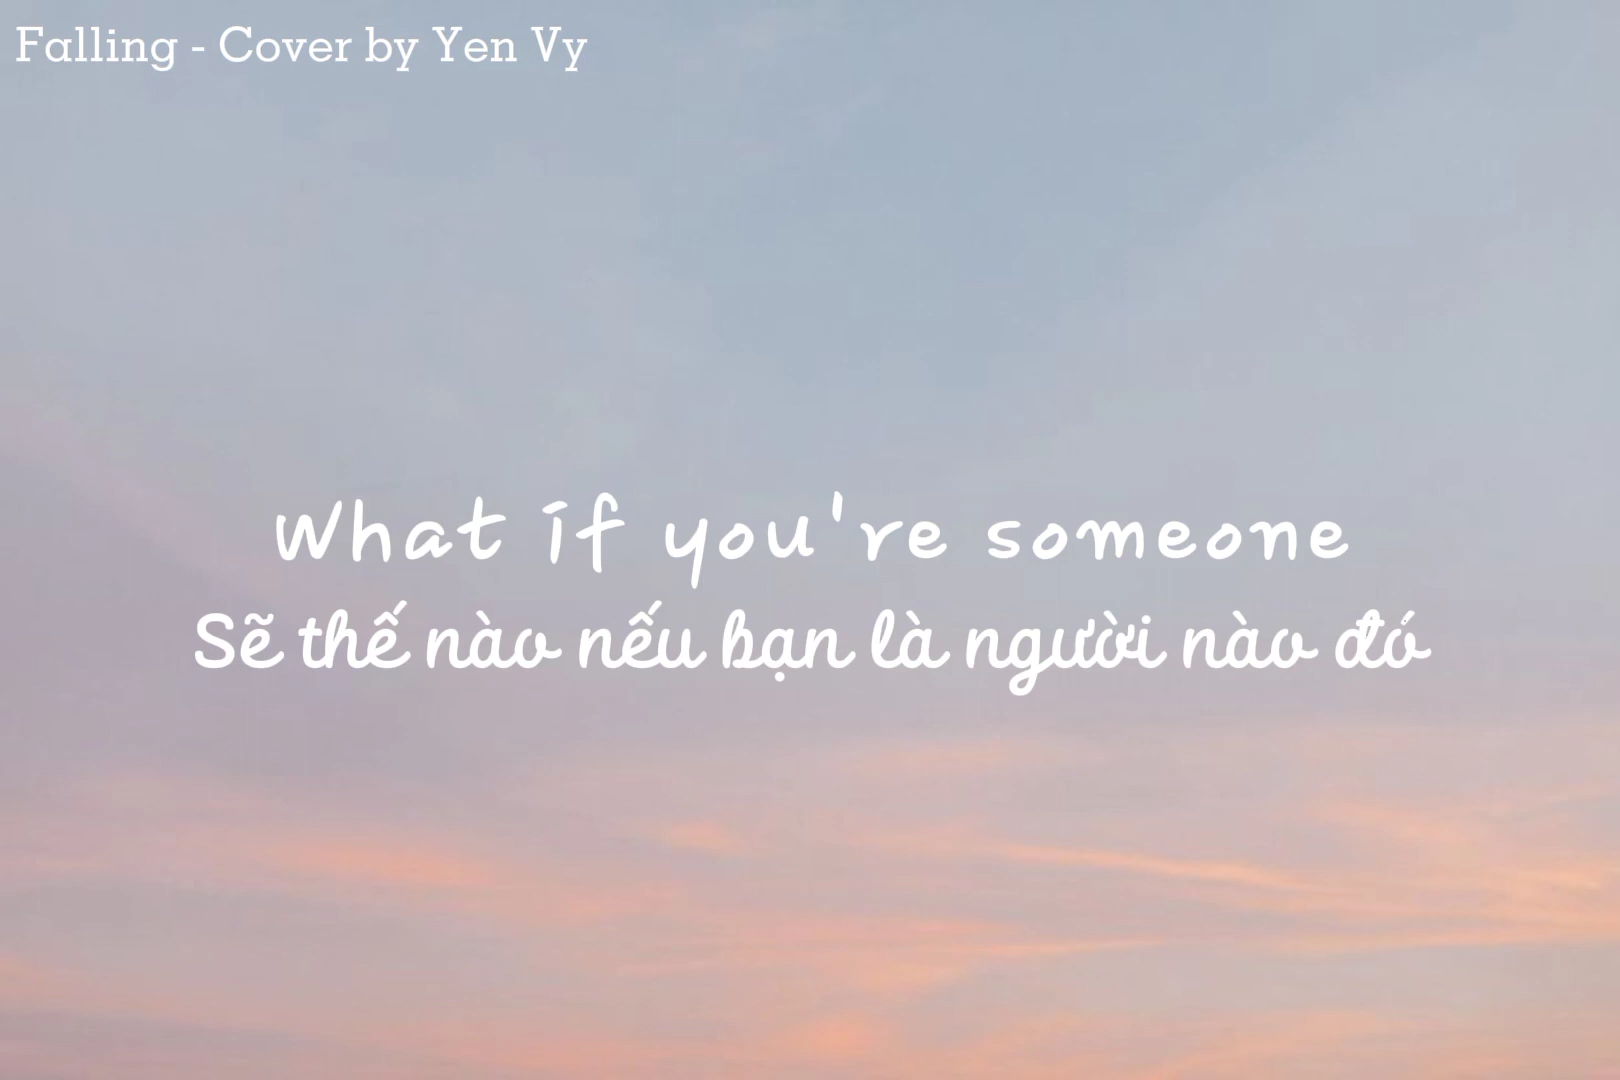 Falling - Cover by Yen Vy
What if you're someone
Sẽ thế nào nếu bạn là người nào đó